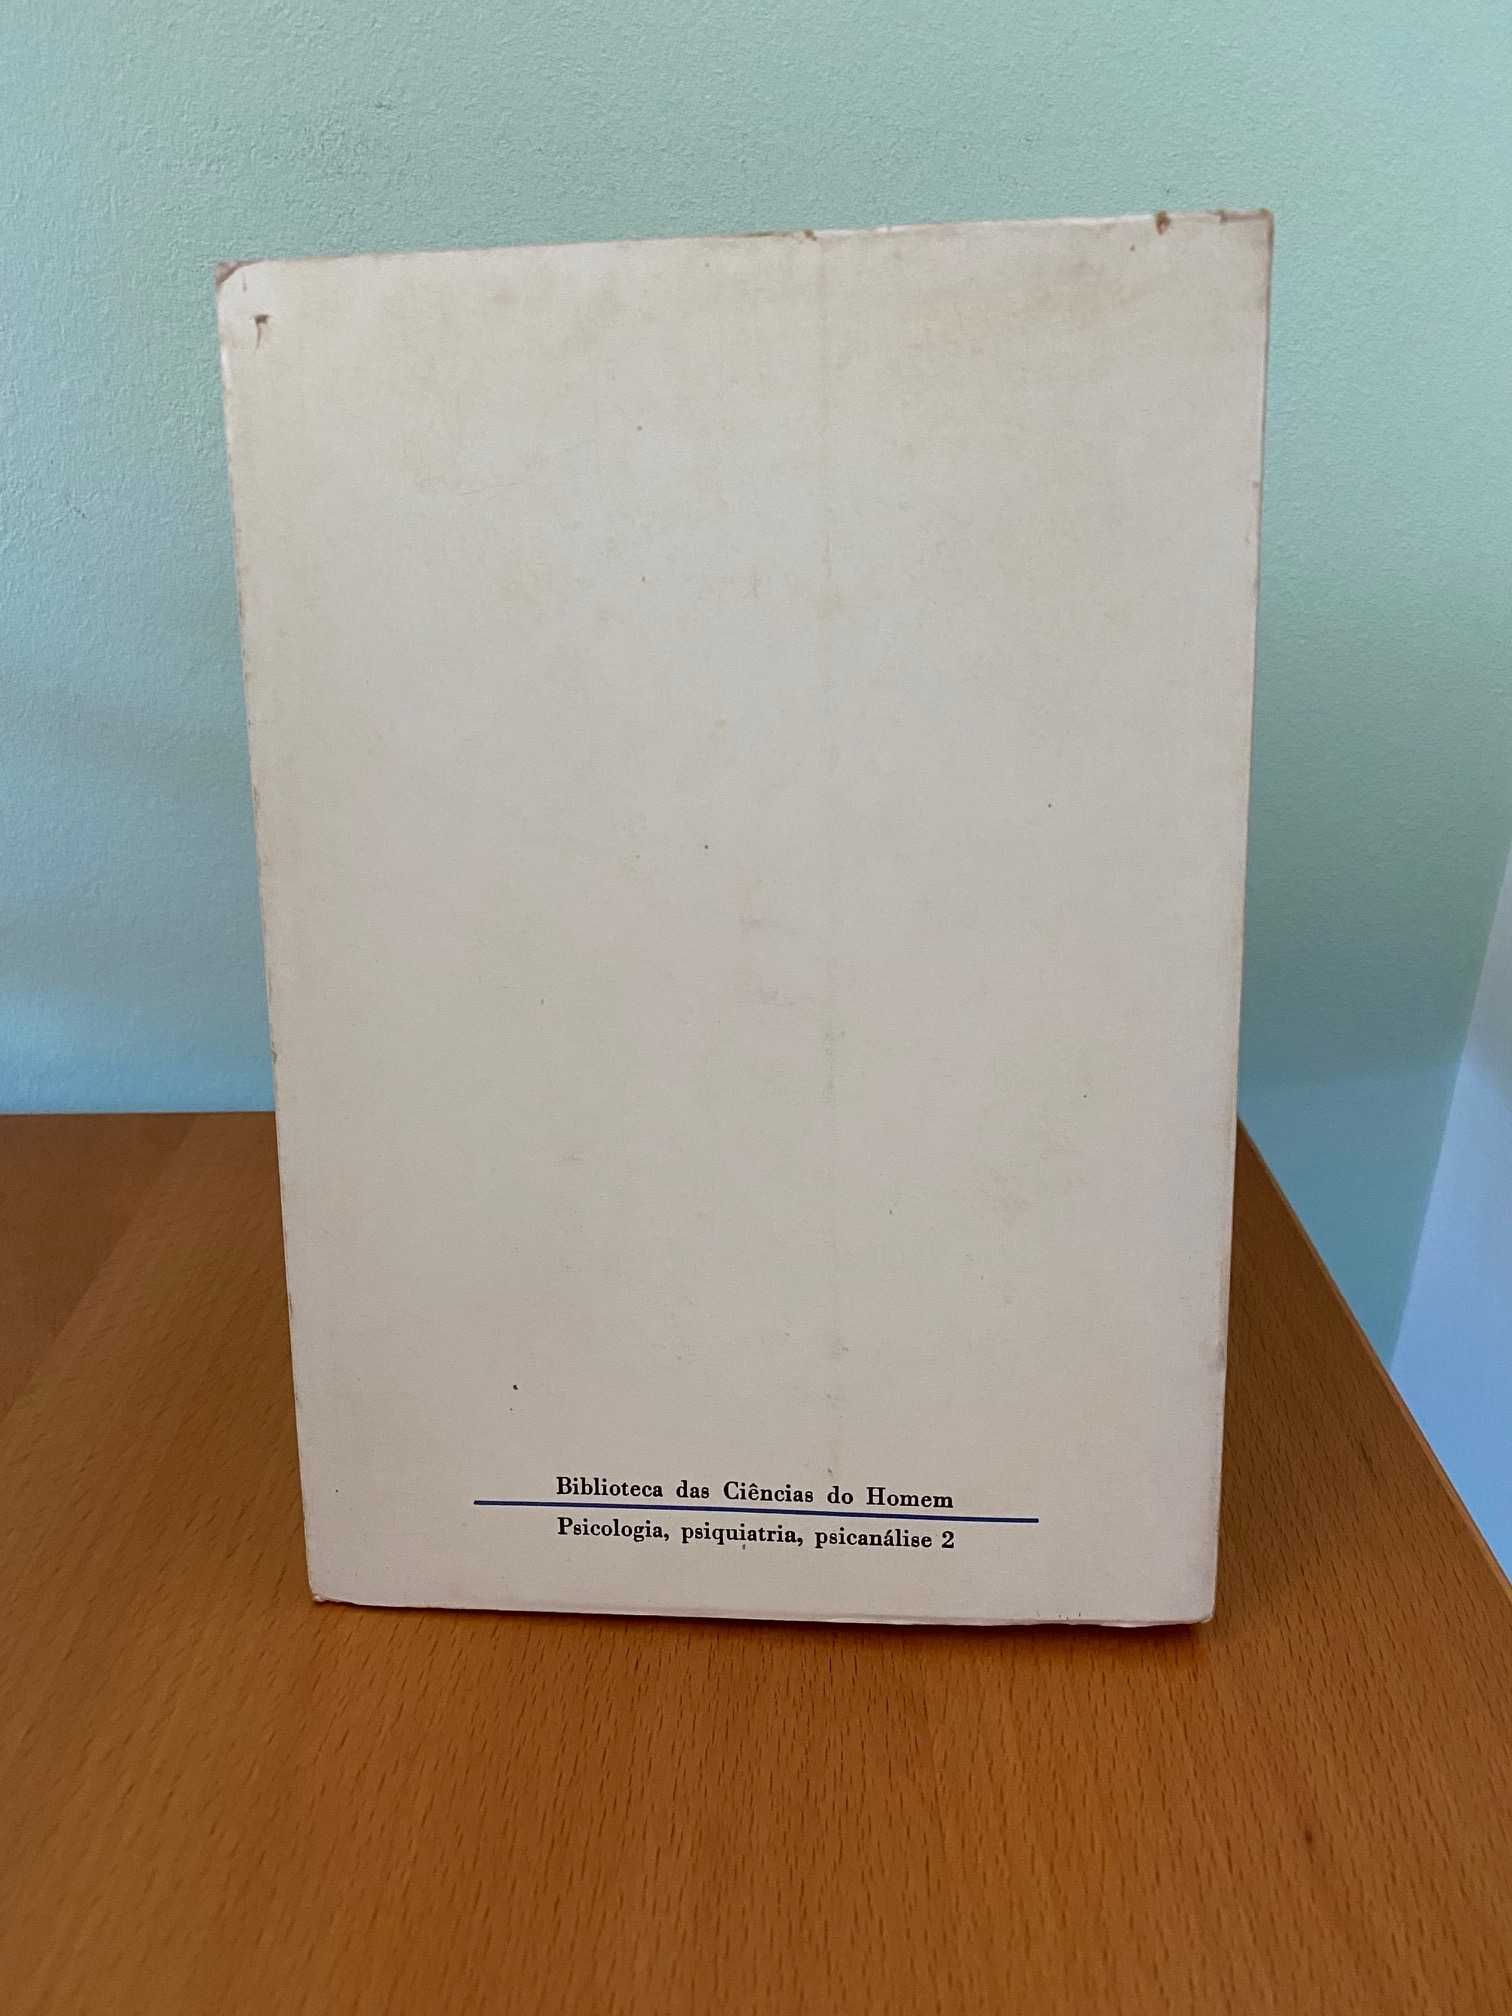 Biblioteca das Ciências do Homem
Psicologia, psiquiatria, psicanálise 2